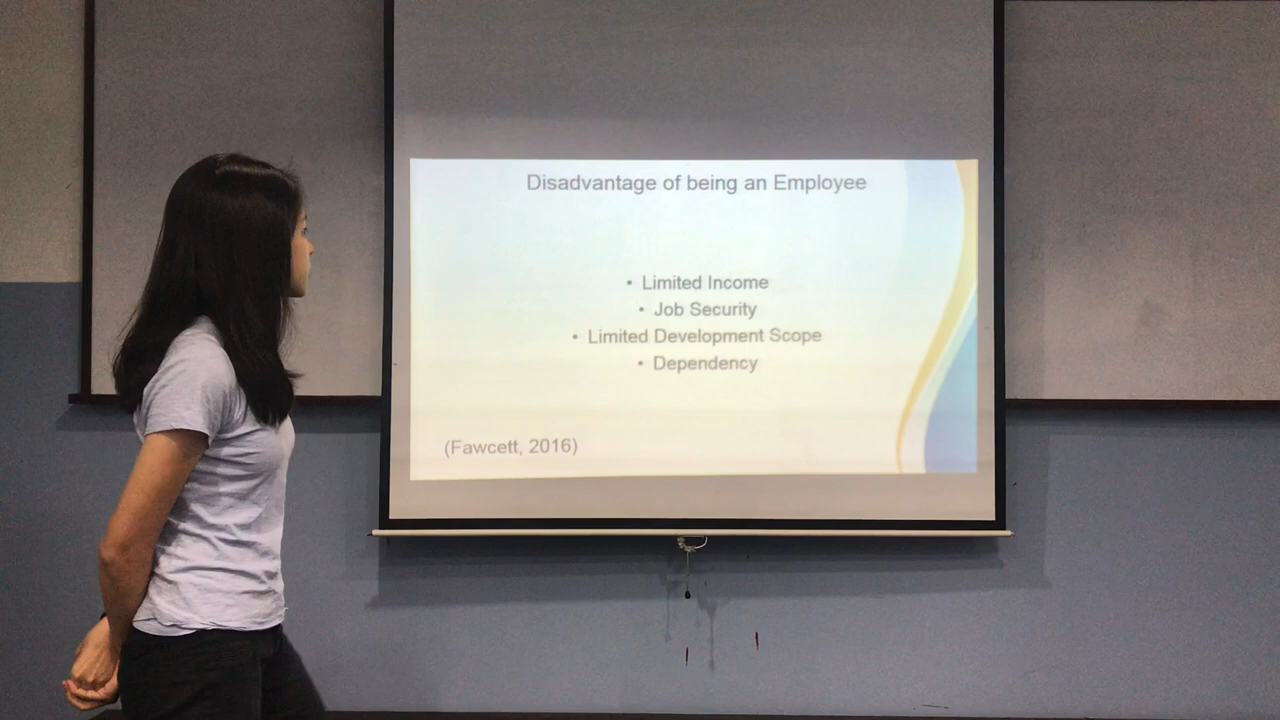 Disadvantage of being an Employee
• Limited Income
• Job Security
• Limited Development Scope
• Dependency
(Fawcett, 2016)